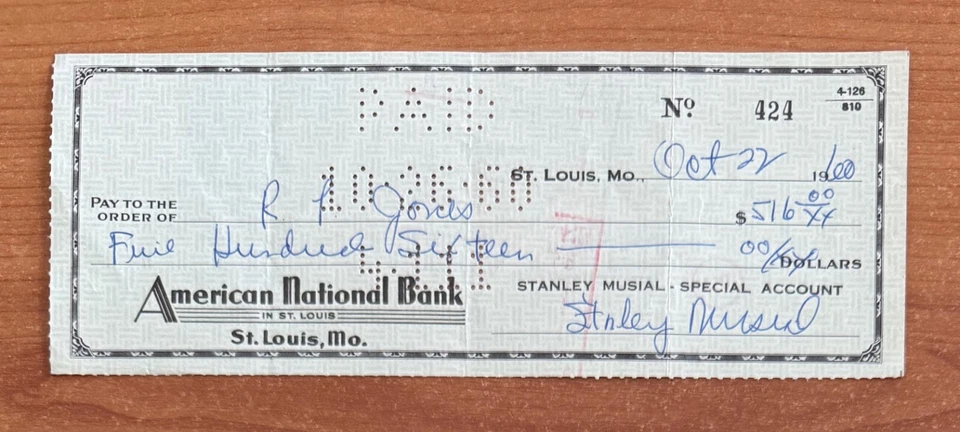 PAID
Nº 424
4-126
810
10·26·60
ST. LOUIS, MO., Oct 22 1960
PAY TO THE
ORDER OF R Jones $ 516 00/XX
Five Hundred Sixteen 00/XX DOLLARS
American National Bank
IN ST. LOUIS
St. Louis, Mo.
STANLEY MUSIAL - SPECIAL ACCOUNT
Stanley Musial